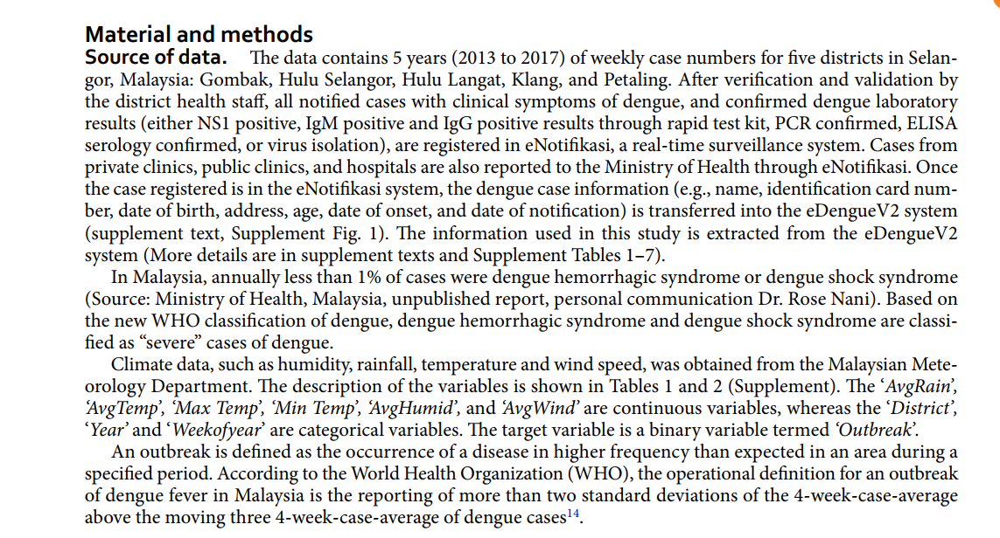 Material and methods
Source of data. The data contains 5 years (2013 to 2017) of weekly case numbers for five districts in Selan-
gor, Malaysia: Gombak, Hulu Selangor, Hulu Langat, Klang, and Petaling. After verification and validation by
the district health staff, all notified cases with clinical symptoms of dengue, and confirmed dengue laboratory
results (either NS1 positive, IgM positive and IgG positive results through rapid test kit, PCR confirmed, ELISA
serology confirmed, or virus isolation), are registered in eNotifikasi, a real-time surveillance system. Cases from
private clinics, public clinics, and hospitals are also reported to the Ministry of Health through eNotifikasi. Once
the case registered is in the eNotifikasi system, the dengue case information (e.g., name, identification card num-
ber, date of birth, address, age, date of onset, and date of notification) is transferred into the eDengueV2 system
(supplement text, Supplement Fig. 1). The information used in this study is extracted from the eDengueV2
system (More details are in supplement texts and Supplement Tables 1–7).
In Malaysia, annually less than 1% of cases were dengue hemorrhagic syndrome or dengue shock syndrome
(Source: Ministry of Health, Malaysia, unpublished report, personal communication Dr. Rose Nani). Based on
the new WHO classification of dengue, dengue hemorrhagic syndrome and dengue shock syndrome are classi-
fied as “severe” cases of dengue.
Climate data, such as humidity, rainfall, temperature and wind speed, was obtained from the Malaysian Mete-
orology Department. The description of the variables is shown in Tables 1 and 2 (Supplement). The ‘AvgRain’,
‘AvgTemp’, ‘Max Temp’, ‘Min Temp’, ‘AvgHumid’, and ‘AvgWind’ are continuous variables, whereas the ‘District’,
‘Year’ and ‘Weekofyear’ are categorical variables. The target variable is a binary variable termed ‘Outbreak’.
An outbreak is defined as the occurrence of a disease in higher frequency than expected in an area during a
specified period. According to the World Health Organization (WHO), the operational definition for an outbreak
of dengue fever in Malaysia is the reporting of more than two standard deviations of the 4-week-case-average
above the moving three 4-week-case-average of dengue cases14.